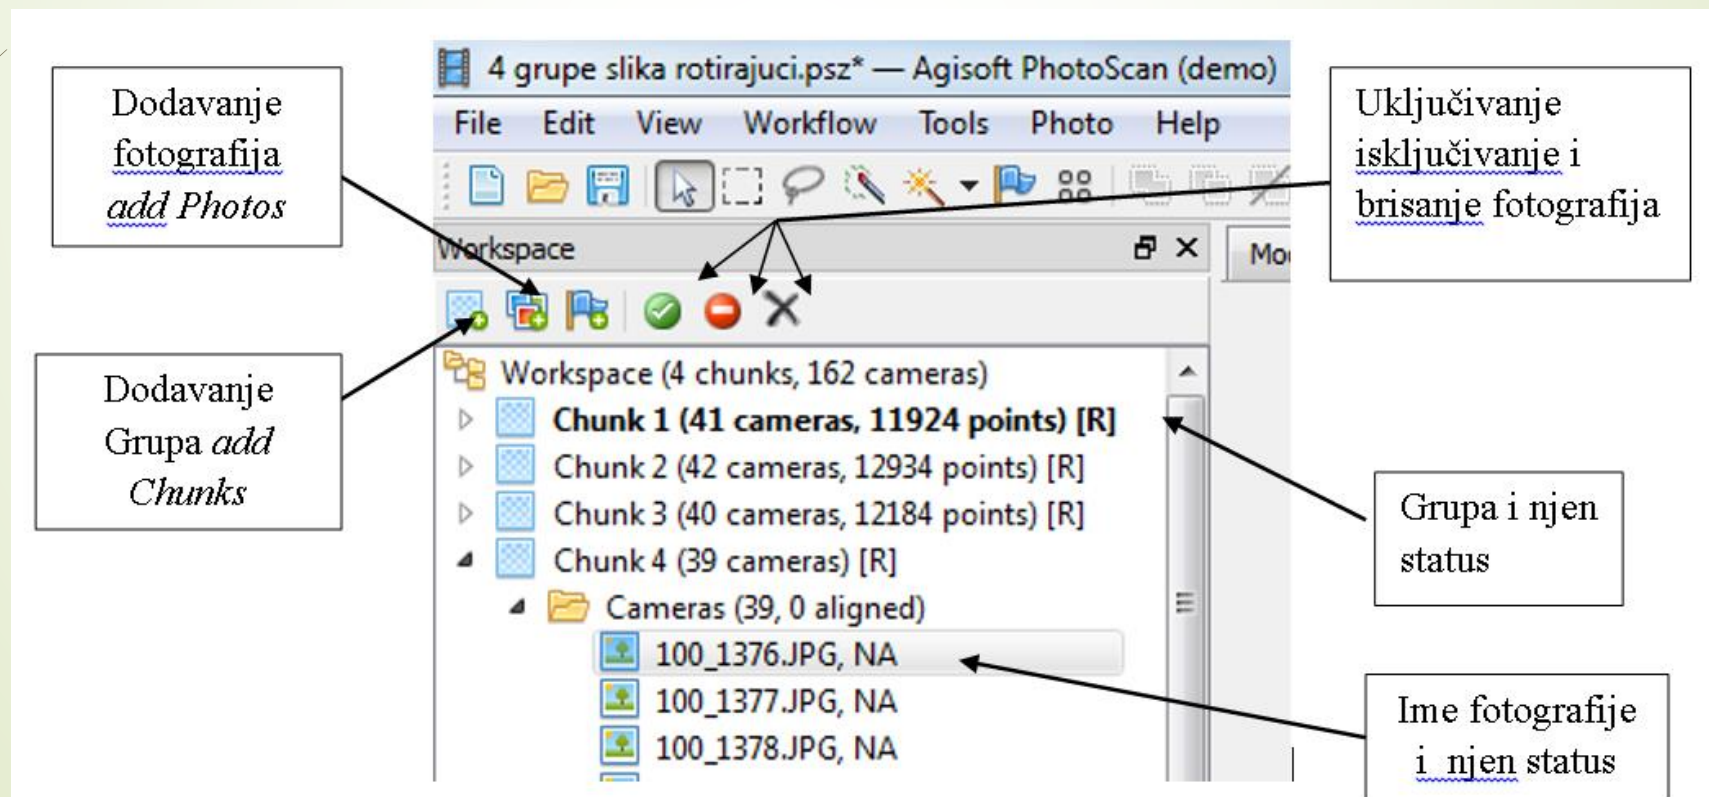 Dodavanje
fotografija
add Photos
Dodavanje
Grupa add
Chunks
4 grupe slika rotirajuci.psz* — Agisoft PhotoScan (demo)
File Edit View Workflow Tools Photo Help
Workspace
Workspace (4 chunks, 162 cameras)
Chunk 1 (41 cameras, 11924 points) [R]
Chunk 2 (42 cameras, 12934 points) [R]
Chunk 3 (40 cameras, 12184 points) [R]
Chunk 4 (39 cameras) [R]
Cameras (39, 0 aligned)
100_1376.JPG, NA
100_1377.JPG, NA
100_1378.JPG, NA
Uključivanje
isključivanje i
brisanje fotografija
Grupa i njen
status
Ime fotografije
i njen status